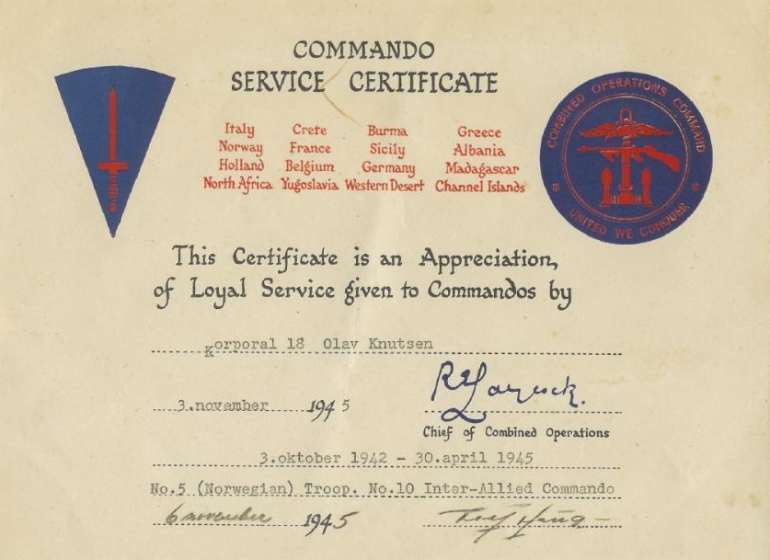 COMMANDO
SERVICE CERTIFICATE
Italy Crete Burma Greece
Norway France Sicily Albania
Holland Belgium Germany Madagascar
North Africa Yugoslavia Western Desert Channel Islands
COMBINED OPERATIONS COMMAND
UNITED WE CONQUER
This Certificate is an Appreciation,
of Loyal Service given to Commandos by
Korporal 18 Olav Knutsen
3.november 1945
Chief of Combined Operations
3.oktober 1942 - 30.april 1945
No.5 (Norwegian) Troop. No.10 Inter-Allied Commando
6 november 1945